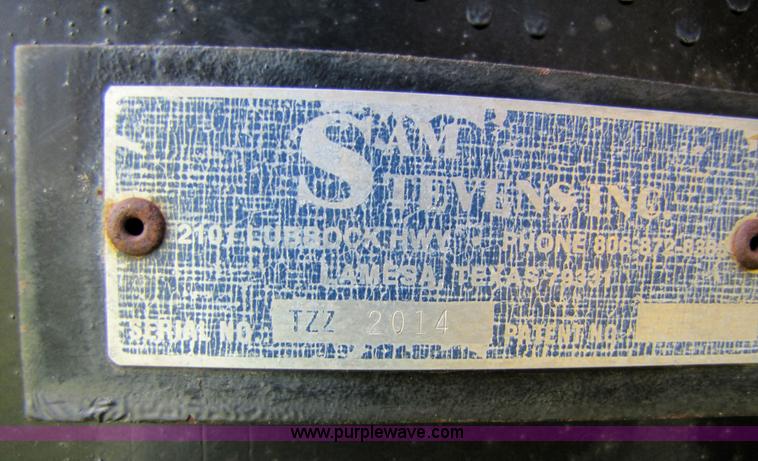 SAM
STEVENS INC.
2101 LUBBOCK HWY PHONE 806-872-
LAMESA, TEXAS 79331
SERIAL NO. TZZ 2014 PATENT NO.
www.purplewave.com